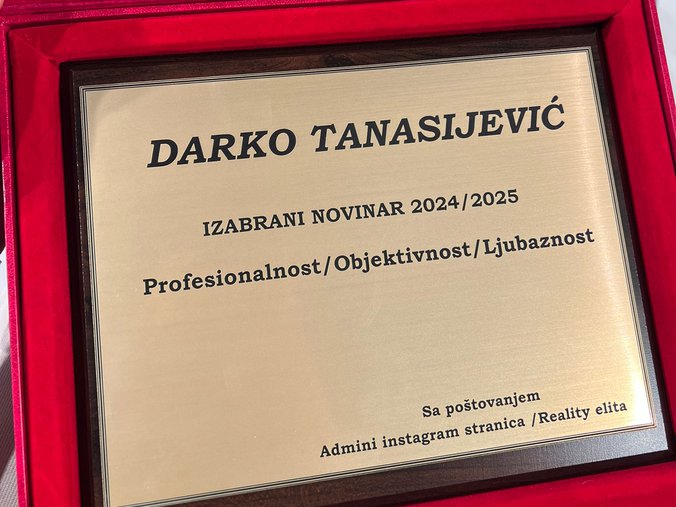 DARKO TANASIJEVIĆ
IZABRANI NOVINAR 2024/2025
Profesionalnost/Objektivnost/Ljubaznost
Sa poštovanjem
Admini instagram stranica /Reality elita